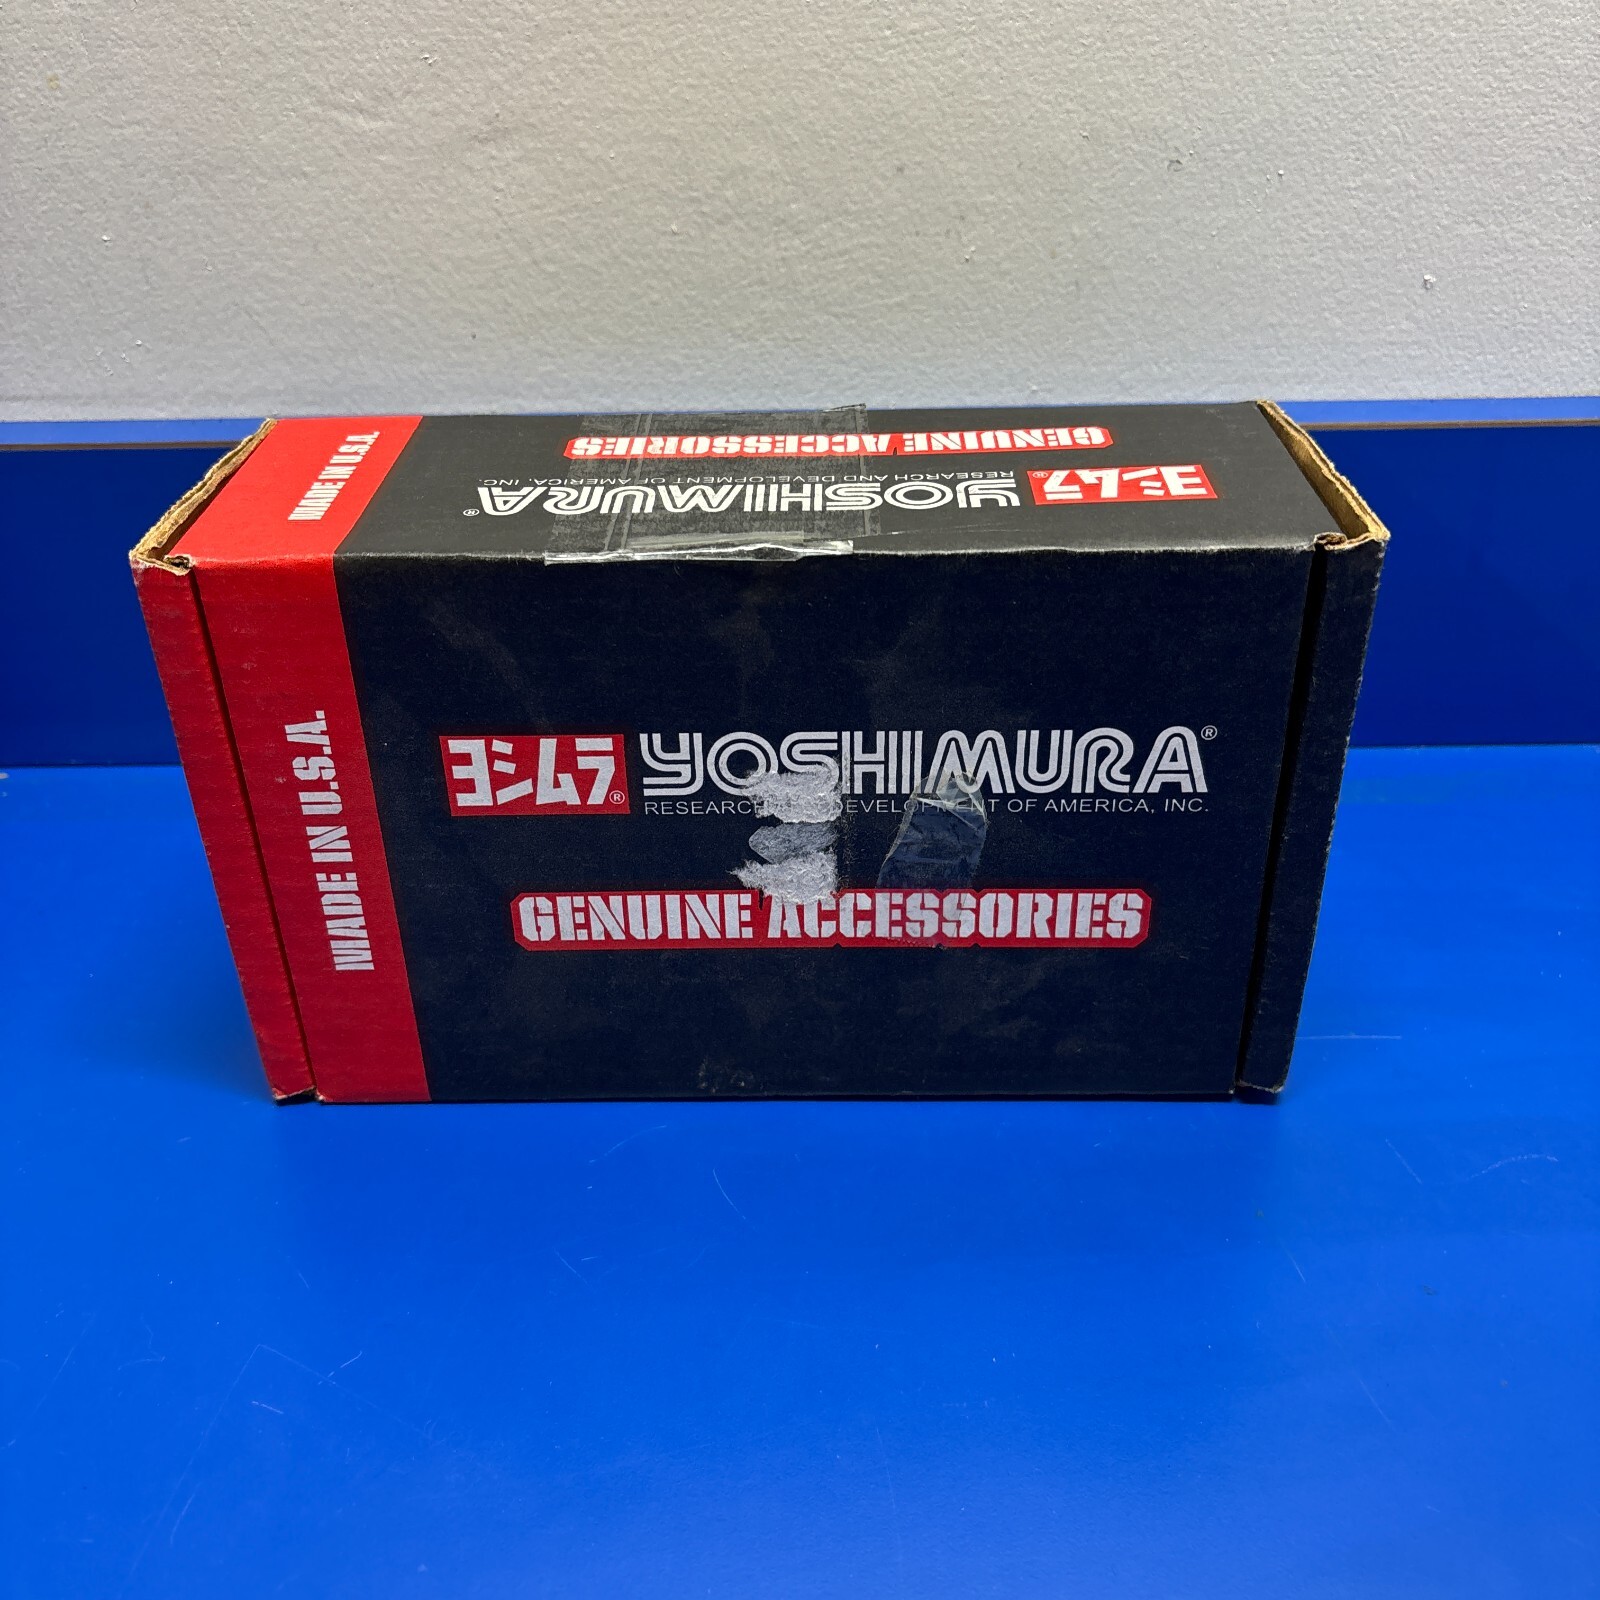 MADE IN U.S.A.
GENUINE ACCESSORIES
RESEARCH AND DEVELOPMENT OF AMERICA, INC.
ヨシムラ® YOSHIMURA®
MADE IN U.S.A.
ヨシムラ® YOSHIMURA®
RESEARCH DEVELOPMENT OF AMERICA, INC.
GENUINE ACCESSORIES